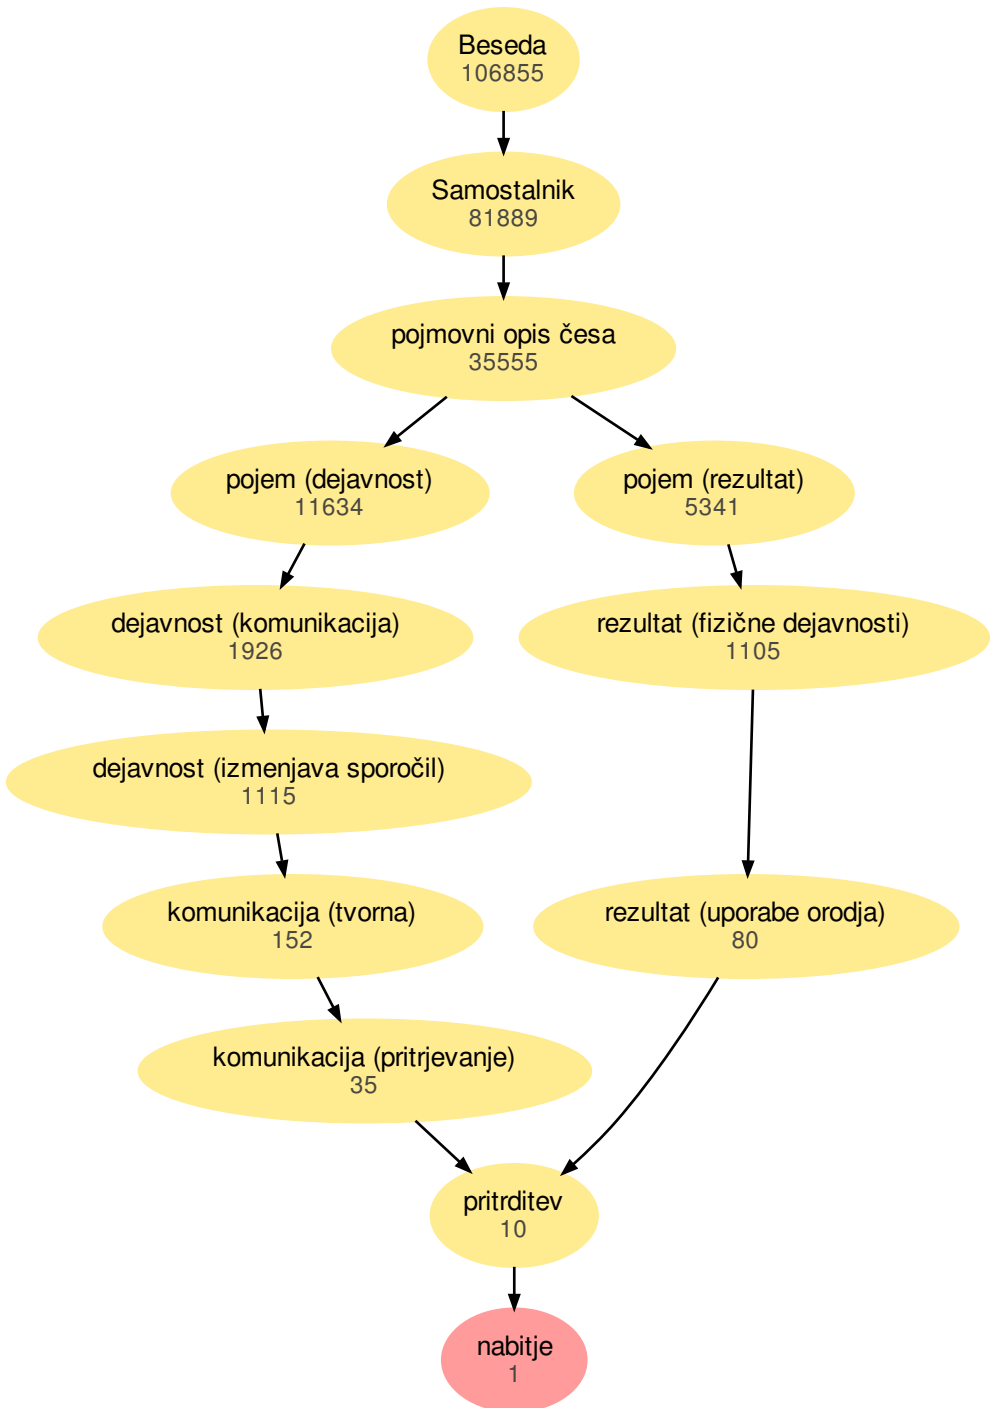 Beseda
106855
Samostalnik
81889
pojmovni opis česa
35555
pojem (dejavnost)
11634
pojem (rezultat)
5341
dejavnost (komunikacija)
1926
rezultat (fizične dejavnosti)
1105
dejavnost (izmenjava sporočil)
1115
komunikacija (tvorna)
152
rezultat (uporabe orodja)
80
komunikacija (pritrjevanje)
35
pritrditev
10
nabitje
1